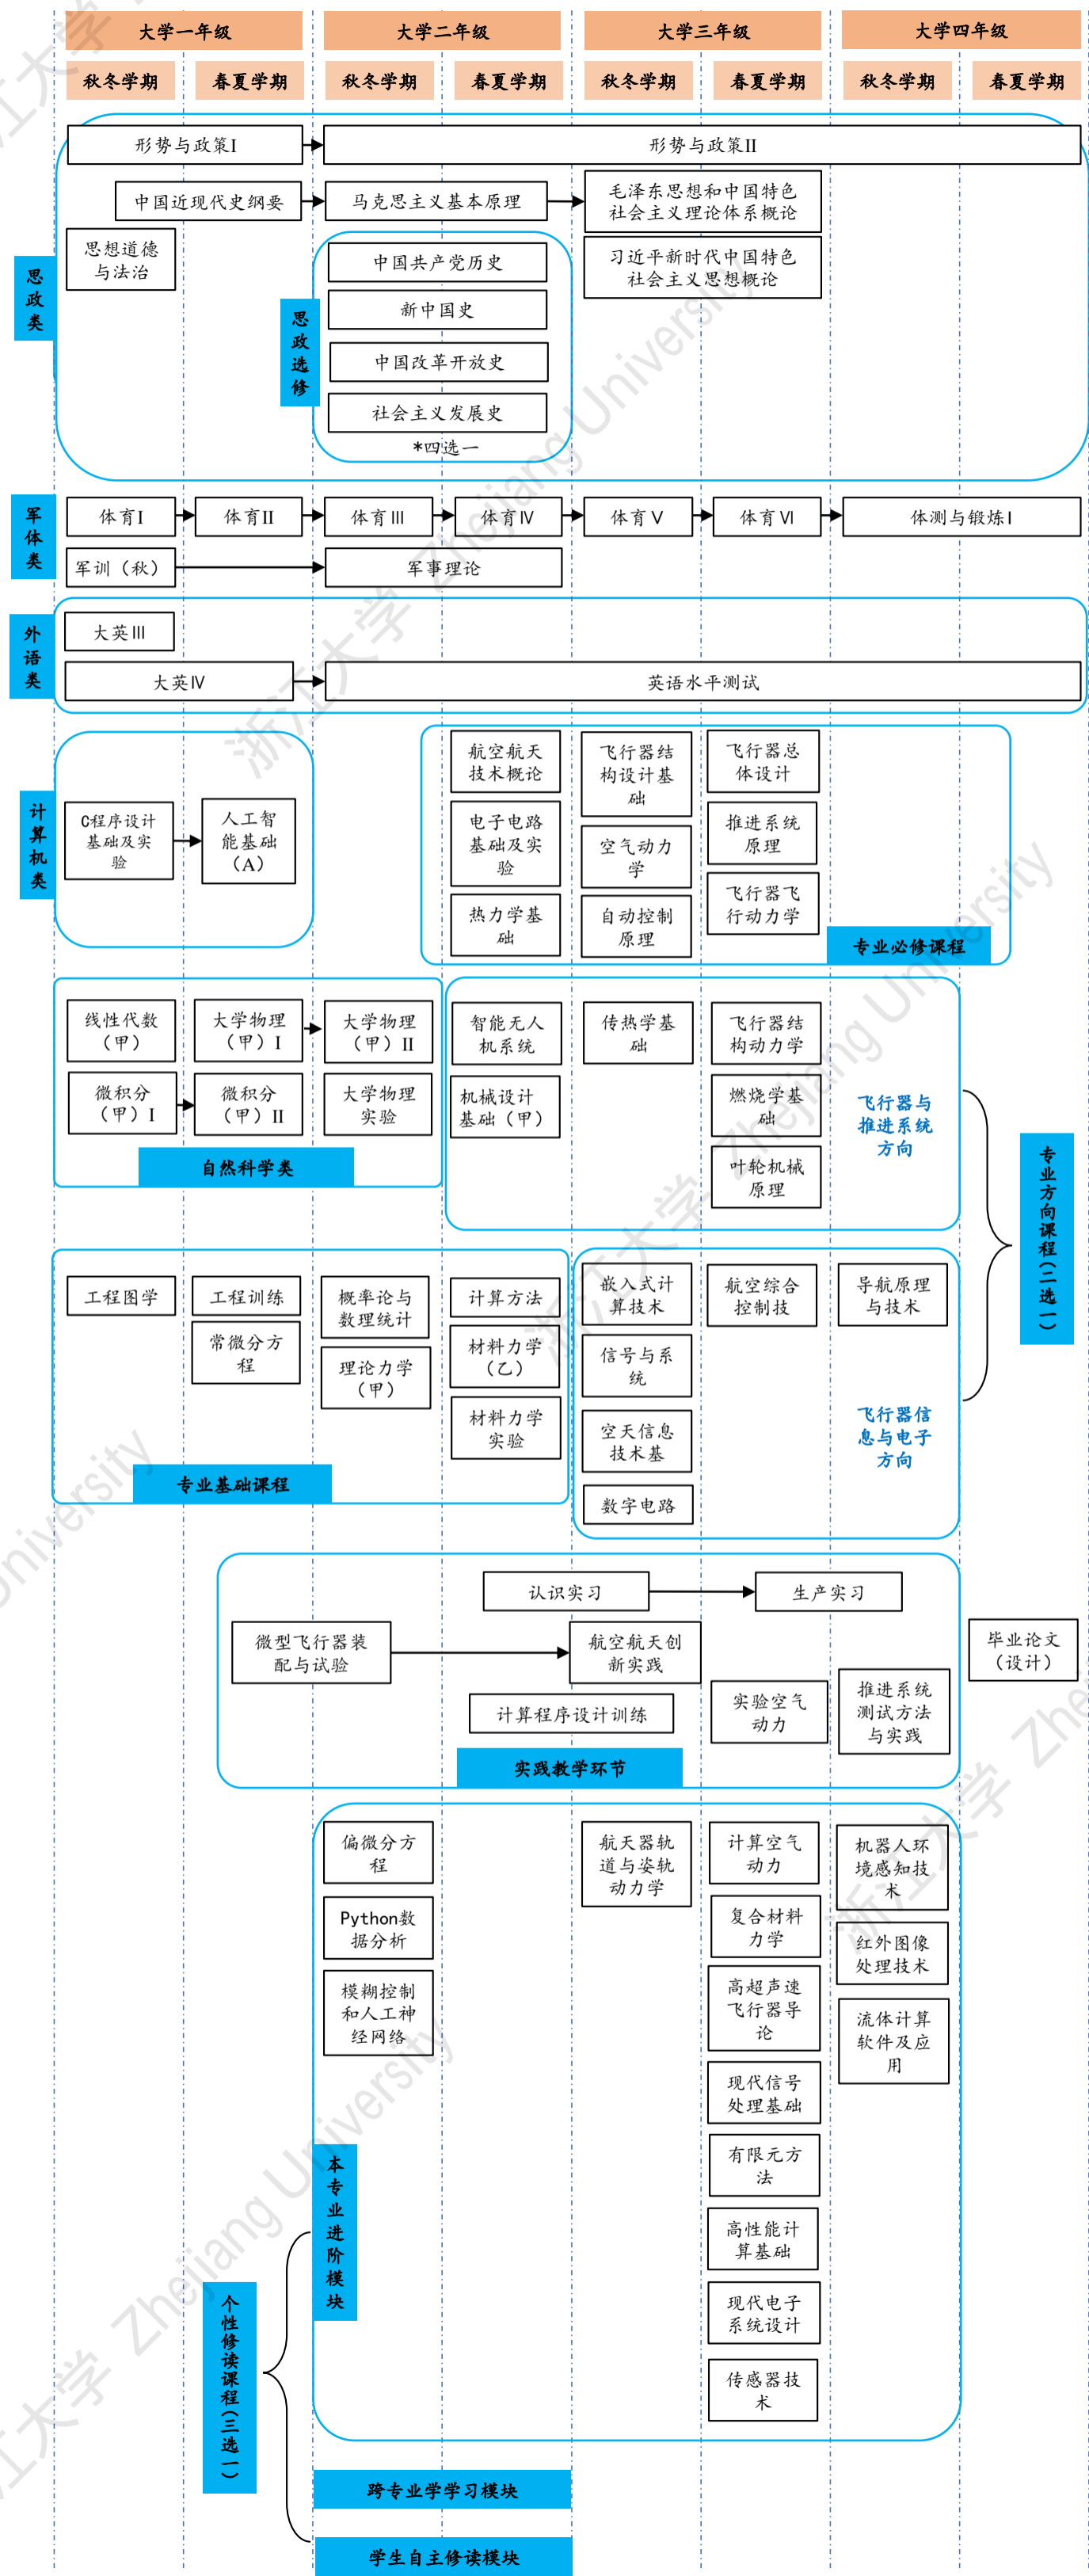 大学一年级
大学二年级
大学三年级
大学四年级
秋冬学期
春夏学期
秋冬学期
春夏学期
秋冬学期
春夏学期
秋冬学期
春夏学期
思政类
形势与政策I
形势与政策II
中国近现代史纲要
马克思主义基本原理
毛泽东思想和中国特色
社会主义理论体系概论
思想道德
与法治
习近平新时代中国特色
社会主义思想概论
思政选修
中国共产党历史
新中国史
中国改革开放史
社会主义发展史
*四选一
军体类
体育I
体育II
体育III
体育IV
体育V
体育VI
体测与锻炼I
军训（秋）
军事理论
外语类
大英III
大英IV
英语水平测试
计算机类
C程序设计
基础及实
验
人工智
能基础
（A）
航空航天
技术概论
飞行器结
构设计基
础
飞行器总
体设计
电子电路
基础及实
验
空气动力
学
推进系统
原理
热力学基
础
自动控制
原理
飞行器飞
行动力学
专业必修课程
线性代数
（甲）
大学物理
（甲）I
大学物理
（甲）II
微积分
（甲）I
微积分
（甲）II
大学物理
实验
自然科学类
智能无人
机系统
传热学基
础
飞行器结
构动力学
机械设计
基础（甲）
燃烧学基
础
叶轮机械
原理
飞行器与
推进系统
方向
专业方向课程（二选一）
工程图学
工程训练
概率论与
数理统计
计算方法
常微分方
程
理论力学
（甲）
材料力学
（乙）
材料力学
实验
专业基础课程
嵌入式计
算技术
航空综合
控制技
导航原理
与技术
信号与系
统
空天信息
技术基
数字电路
飞行器信
息与电子
方向
认识实习
生产实习
微型飞行器装
配与试验
航空航天创
新实践
毕业论文
（设计）
计算程序设计训练
实验空气
动力
推进系统
测试方法
与实践
实践教学环节
偏微分方
程
航天器轨
道与姿轨
动力学
计算空气
动力
机器人环
境感知技
术
Python数
据分析
复合材料
力学
红外图像
处理技术
模糊控制
和人工神
经网络
高超声速
飞行器导
论
流体计算
软件及应
用
现代信号
处理基础
有限元方
法
高性能计
算基础
现代电子
系统设计
传感器技
术
本专业进阶模块
个性修读课程（三选一）
跨专业学学习模块
学生自主修读模块
浙江大学 Zhejiang University
浙江大学 Zhejiang University
浙江大学 Zhejiang University